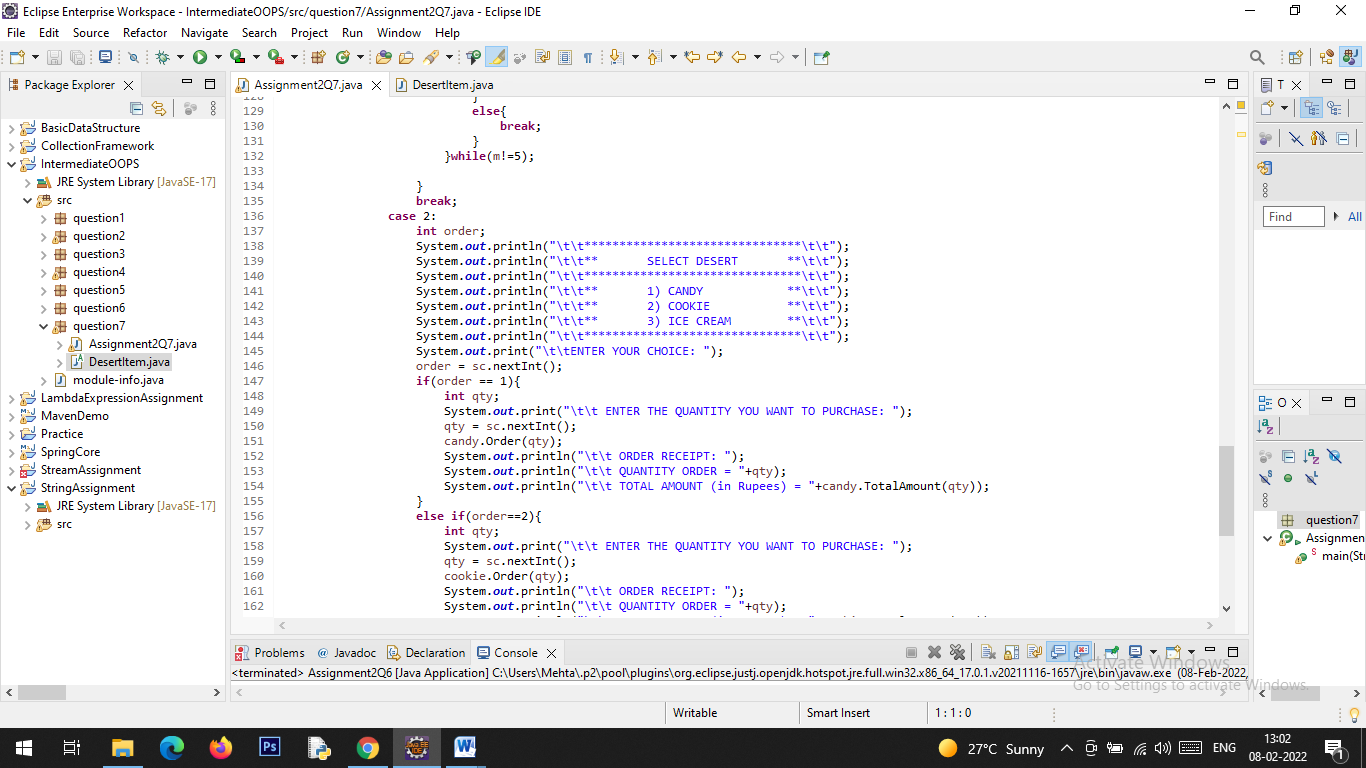 Eclipse Enterprise Workspace - IntermediateOOPS/src/question7/Assignment2Q7.java - Eclipse IDE
File Edit Source Refactor Navigate Search Project Run Window Help
Package Explorer
BasicDataStructure
CollectionFramework
IntermediateOOPS
JRE System Library [JavaSE-17]
src
question1
question2
question3
question4
question5
question6
question7
Assignment2Q7.java
DesertItem.java
module-info.java
LambdaExpressionAssignment
MavenDemo
Practice
SpringCore
StreamAssignment
StringAssignment
JRE System Library [JavaSE-17]
src
Assignment2Q7.java DesertItem.java
129 else{
130 break;
131 }
132 }while(m!=5);
133
134 }
135 break;
136 case 2:
137 int order;
138 System.out.println("\t\t*******************************\t\t");
139 System.out.println("\t\t**       SELECT DESERT       **\t\t");
140 System.out.println("\t\t*******************************\t\t");
141 System.out.println("\t\t**       1) CANDY            **\t\t");
142 System.out.println("\t\t**       2) COOKIE           **\t\t");
143 System.out.println("\t\t**       3) ICE CREAM        **\t\t");
144 System.out.println("\t\t*******************************\t\t");
145 System.out.print("\t\tENTER YOUR CHOICE: ");
146 order = sc.nextInt();
147 if(order == 1){
148 int qty;
149 System.out.print("\t\t ENTER THE QUANTITY YOU WANT TO PURCHASE: ");
150 qty = sc.nextInt();
151 candy.Order(qty);
152 System.out.println("\t\t ORDER RECEIPT: ");
153 System.out.println("\t\t QUANTITY ORDER = "+qty);
154 System.out.println("\t\t TOTAL AMOUNT (in Rupees) = "+candy.TotalAmount(qty));
155 }
156 else if(order==2){
157 int qty;
158 System.out.print("\t\t ENTER THE QUANTITY YOU WANT TO PURCHASE: ");
159 qty = sc.nextInt();
160 cookie.Order(qty);
161 System.out.println("\t\t ORDER RECEIPT: ");
162 System.out.println("\t\t QUANTITY ORDER = "+qty);
T
Find All
O
question7
Assignmen
main(Str
Problems @ Javadoc Declaration Console
<terminated> Assignment2Q6 [Java Application] C:\Users\Mehta\.p2\pool\plugins\org.eclipse.justj.openjdk.hotspot.jre.full.win32.x86_64_17.0.1.v20211116-1657\jre\bin\javaw.exe (08-Feb-2022,
Activate Windows
Go to Settings to activate Windows.
Writable Smart Insert 1 : 1 : 0
27°C Sunny ENG 13:02
08-02-2022
1